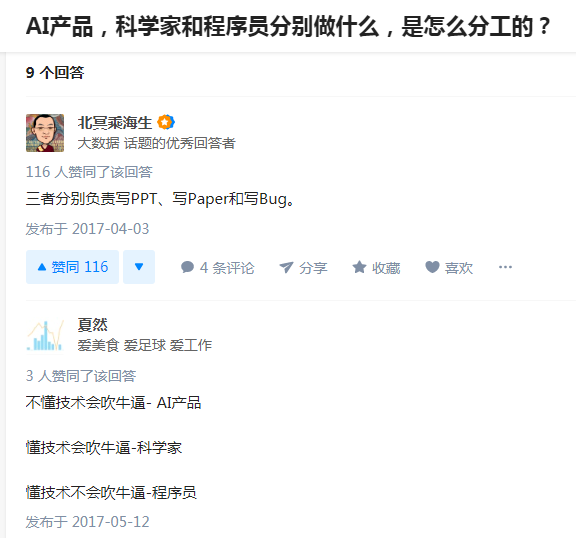 AI产品，科学家和程序员分别做什么，是怎么分工的？
9 个回答
北冥乘海生
大数据 话题的优秀回答者
116 人赞同了该回答
三者分别负责写PPT、写Paper和写Bug。
发布于 2017-04-03
赞同 116 4 条评论 分享 收藏 喜欢 ···
夏然
爱美食 爱足球 爱工作
3 人赞同了该回答
不懂技术会吹牛逼- AI产品
懂技术会吹牛逼-科学家
懂技术不会吹牛逼-程序员
发布于 2017-05-12